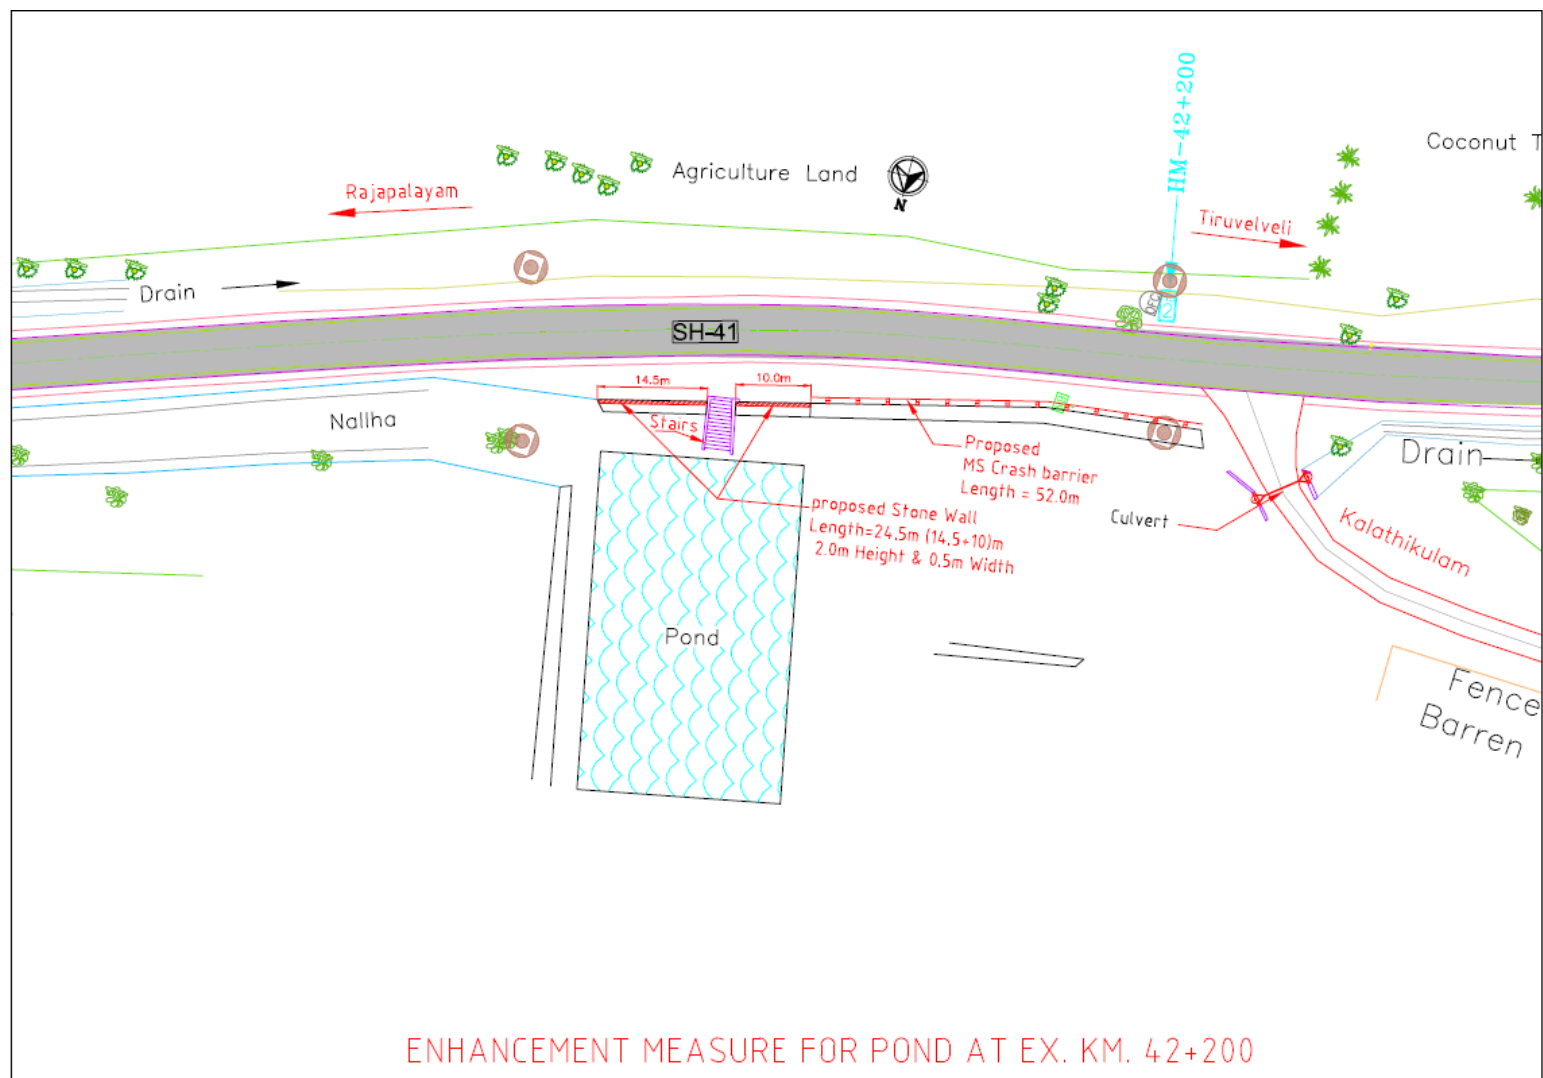 HM-42+200
Coconut T
Agriculture Land
N
Rajapalayam
Tiruvelveli
Drain
DFC
2
SH-41
14.5m
10.0m
Nallha
Stairs
Proposed
MS Crash barrier
Length = 52.0m
Drain
proposed Stone Wall
Length=24.5m (14.5+10)m
2.0m Height & 0.5m Width
Culvert
Kalathikulam
Pond
Fence
Barren
ENHANCEMENT MEASURE FOR POND AT EX. KM. 42+200